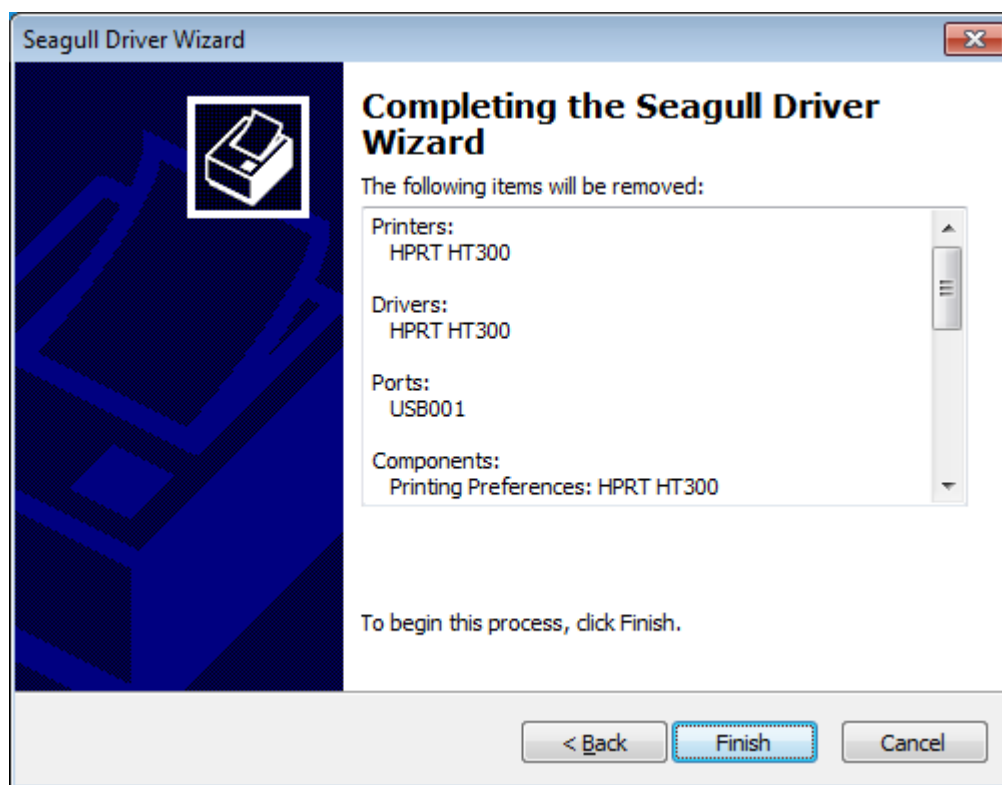 Seagull Driver Wizard
Completing the Seagull Driver
Wizard
The following items will be removed:
Printers:
HPRT HT300
Drivers:
HPRT HT300
Ports:
USB001
Components:
Printing Preferences: HPRT HT300
To begin this process, click Finish.
< Back
Finish
Cancel